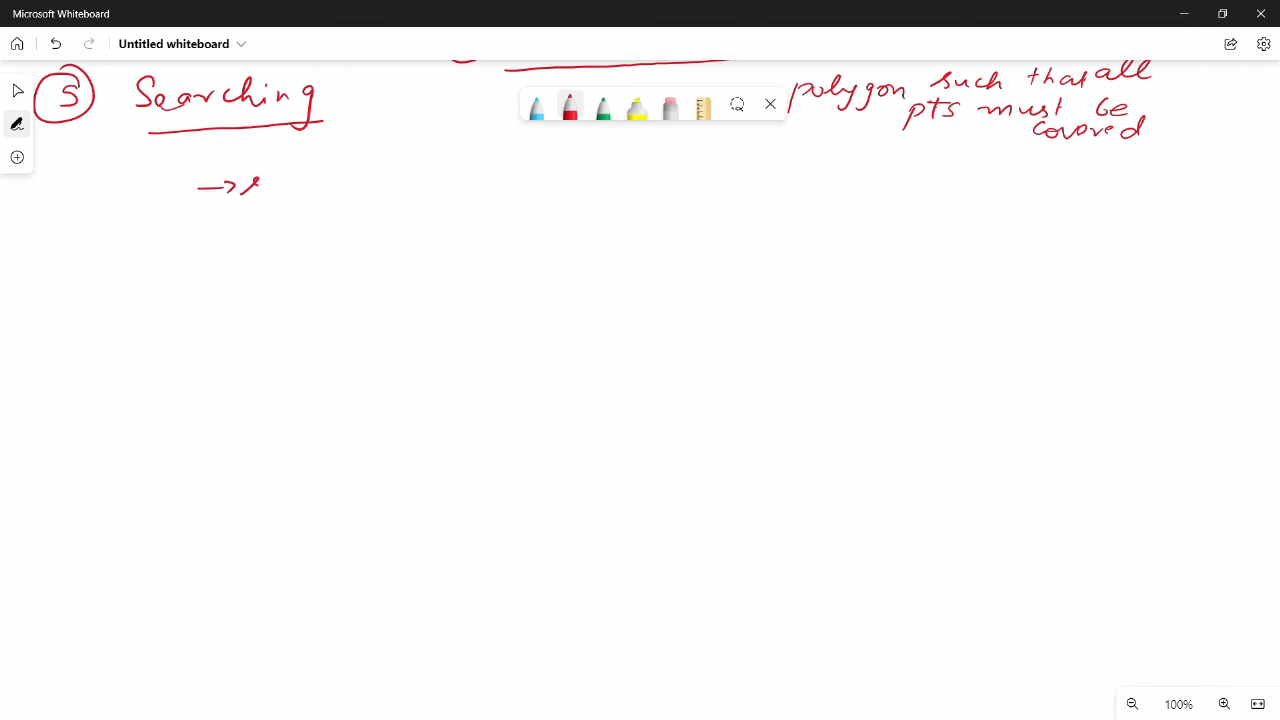 Microsoft Whiteboard
Untitled whiteboard
polygon such that all
pts must be
covered
5 Searching
→
100%